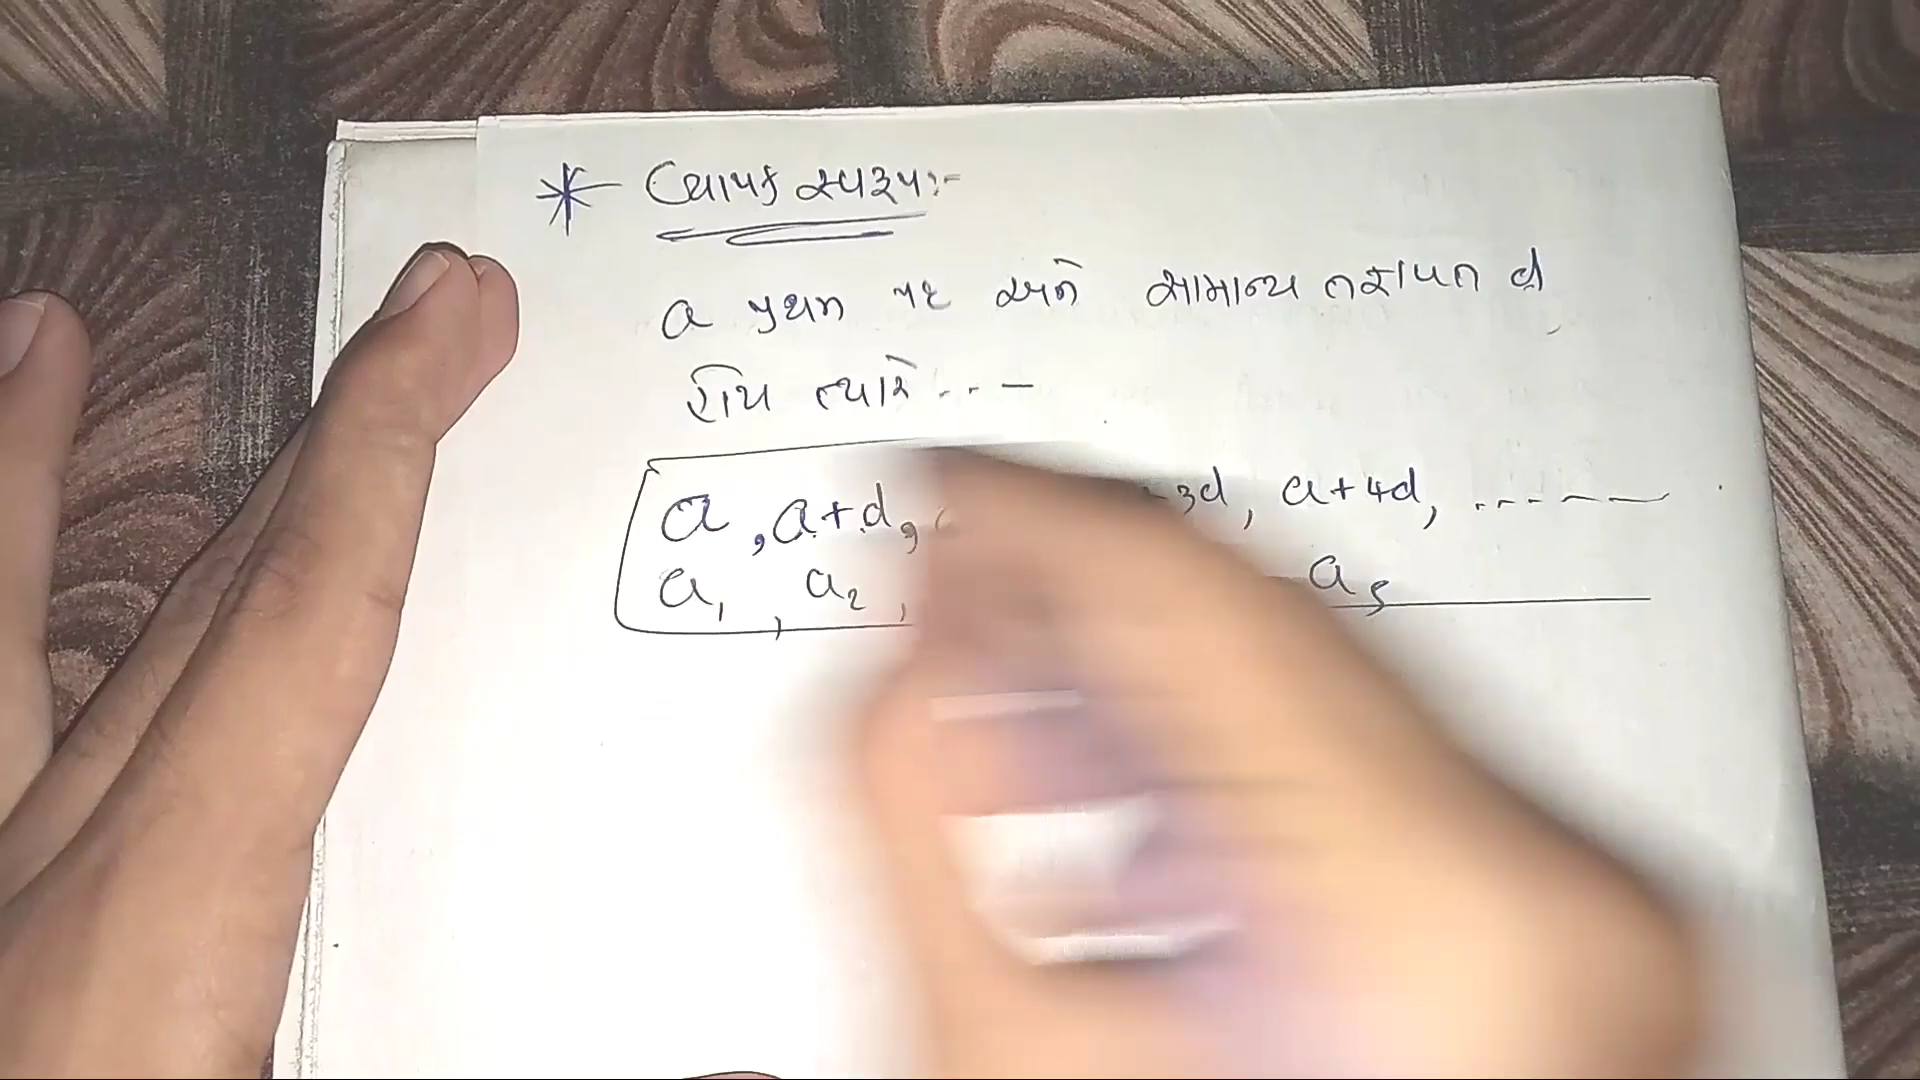 * વ્યાપક સ્વરૂપ:-
a પ્રથમ પદ અને સામાન્ય તફાવત d
હોય ત્યારે ...—
a , a+d, 3d, a+4d, .......
a₁, a₂, a₅